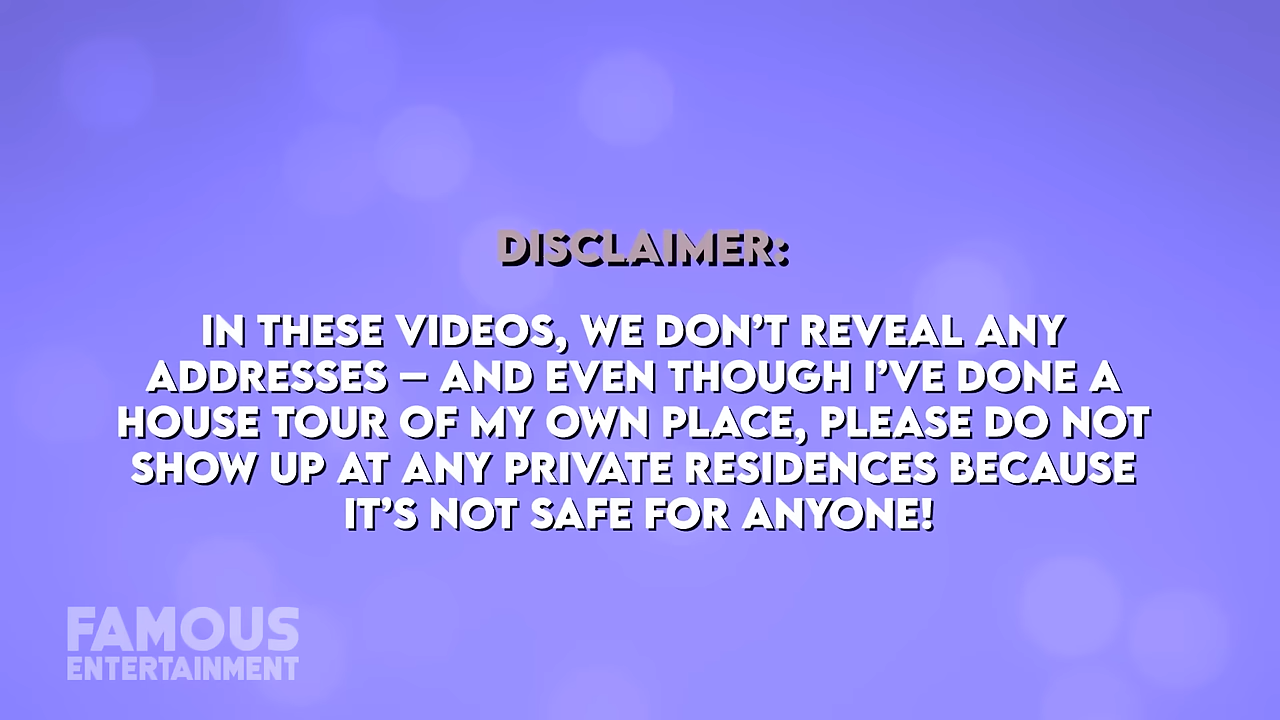 DISCLAIMER:
IN THESE VIDEOS, WE DON'T REVEAL ANY
ADDRESSES – AND EVEN THOUGH I'VE DONE A
HOUSE TOUR OF MY OWN PLACE, PLEASE DO NOT
SHOW UP AT ANY PRIVATE RESIDENCES BECAUSE
IT'S NOT SAFE FOR ANYONE!
FAMOUS
ENTERTAINMENT